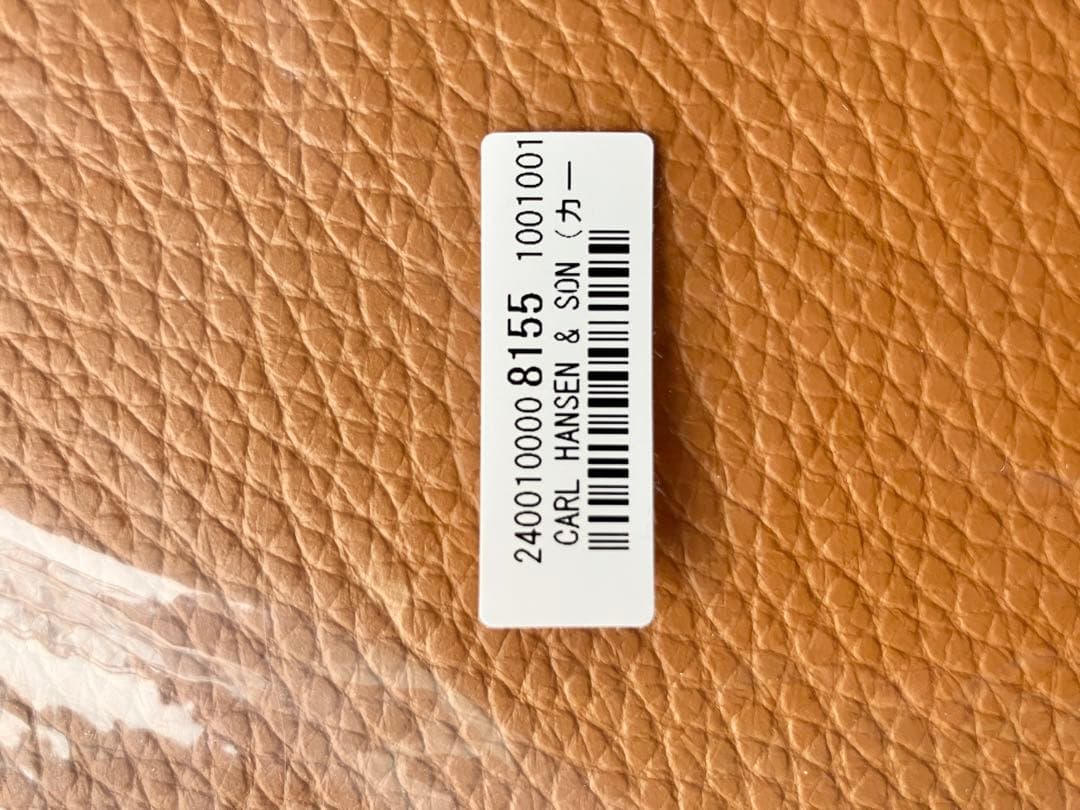 240010000 8155 1001001
CARL HANSEN & SON (カー